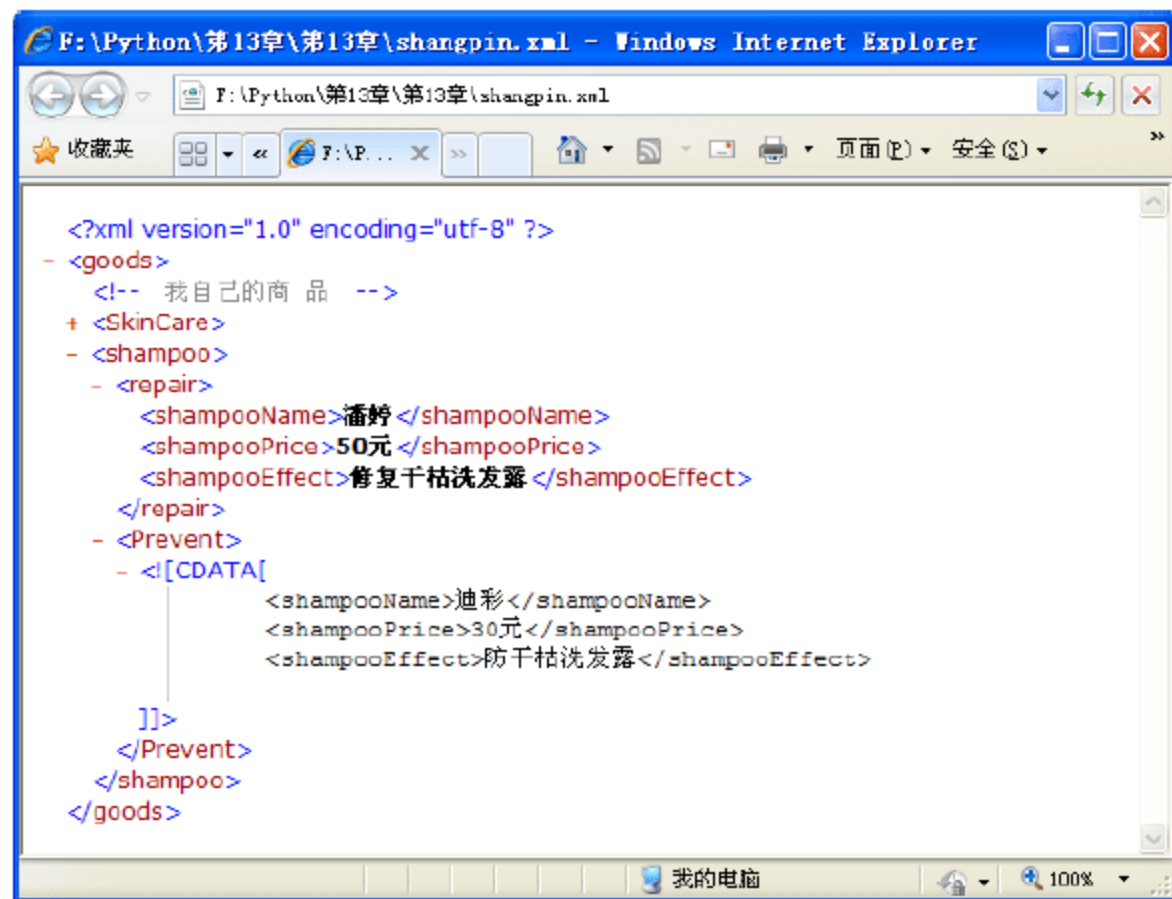 F:\Python\第13章\第13章\shangpin.xml - Windows Internet Explorer
F:\Python\第13章\第13章\shangpin.xml
收藏夹 « F:\P... » 页面(P) 安全(S) »
<?xml version="1.0" encoding="utf-8" ?>
- <goods>
<!-- 我自己的商 品 -->
+ <SkinCare>
- <shampoo>
- <repair>
<shampooName>潘婷</shampooName>
<shampooPrice>50元</shampooPrice>
<shampooEffect>修复干枯洗发露</shampooEffect>
</repair>
- <Prevent>
- <![CDATA[
<shampooName>迪彩</shampooName>
<shampooPrice>30元</shampooPrice>
<shampooEffect>防干枯洗发露</shampooEffect>
]]>
</Prevent>
</shampoo>
</goods>
我的电脑 100%